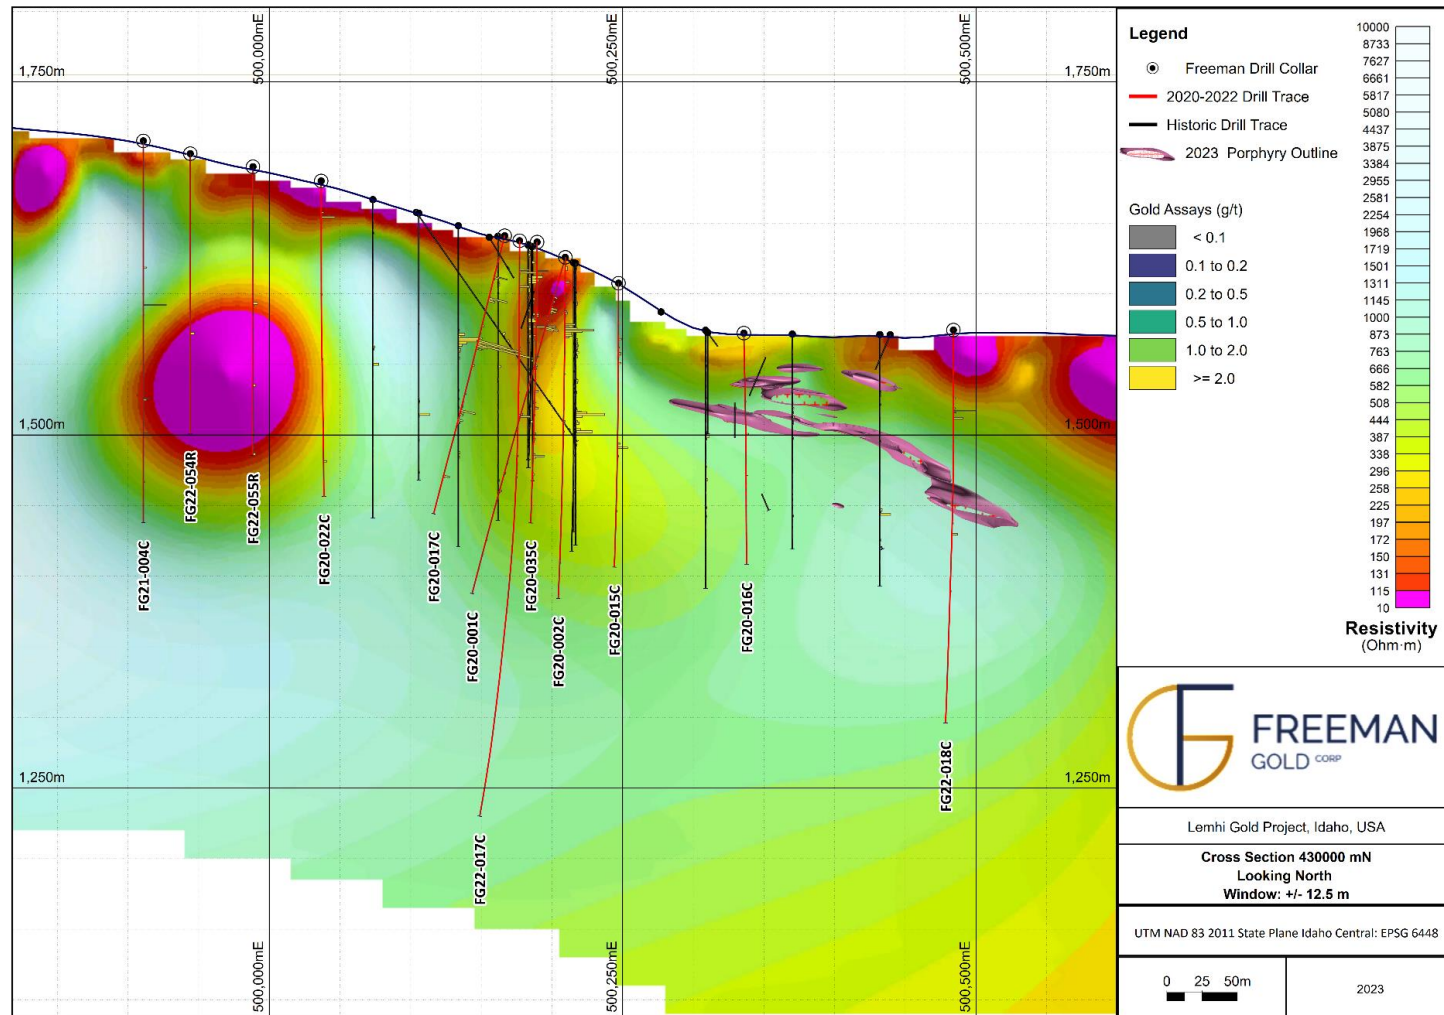 500,000mE
500,250mE
500,500mE
1,750m
1,750m
1,500m
1,500m
1,250m
1,250m
FG21-004C
FG22-054R
FG22-055R
FG20-022C
FG20-017C
FG20-001C
FG22-017C
FG20-035C
FG20-002C
FG20-015C
FG20-016C
FG22-018C
500,000mE
500,250mE
500,500mE
Legend
Freeman Drill Collar
2020-2022 Drill Trace
Historic Drill Trace
2023 Porphyry Outline
Gold Assays (g/t)
< 0.1
0.1 to 0.2
0.2 to 0.5
0.5 to 1.0
1.0 to 2.0
>= 2.0
10000
8733
7627
6661
5817
5080
4437
3875
3384
2955
2581
2254
1968
1719
1501
1311
1145
1000
873
763
666
582
508
444
387
338
296
258
225
197
172
150
131
115
10
Resistivity
(Ohm·m)
FREEMAN
GOLD CORP
Lemhi Gold Project, Idaho, USA
Cross Section 430000 mN
Looking North
Window: +/- 12.5 m
UTM NAD 83 2011 State Plane Idaho Central: EPSG 6448
0 25 50m
2023